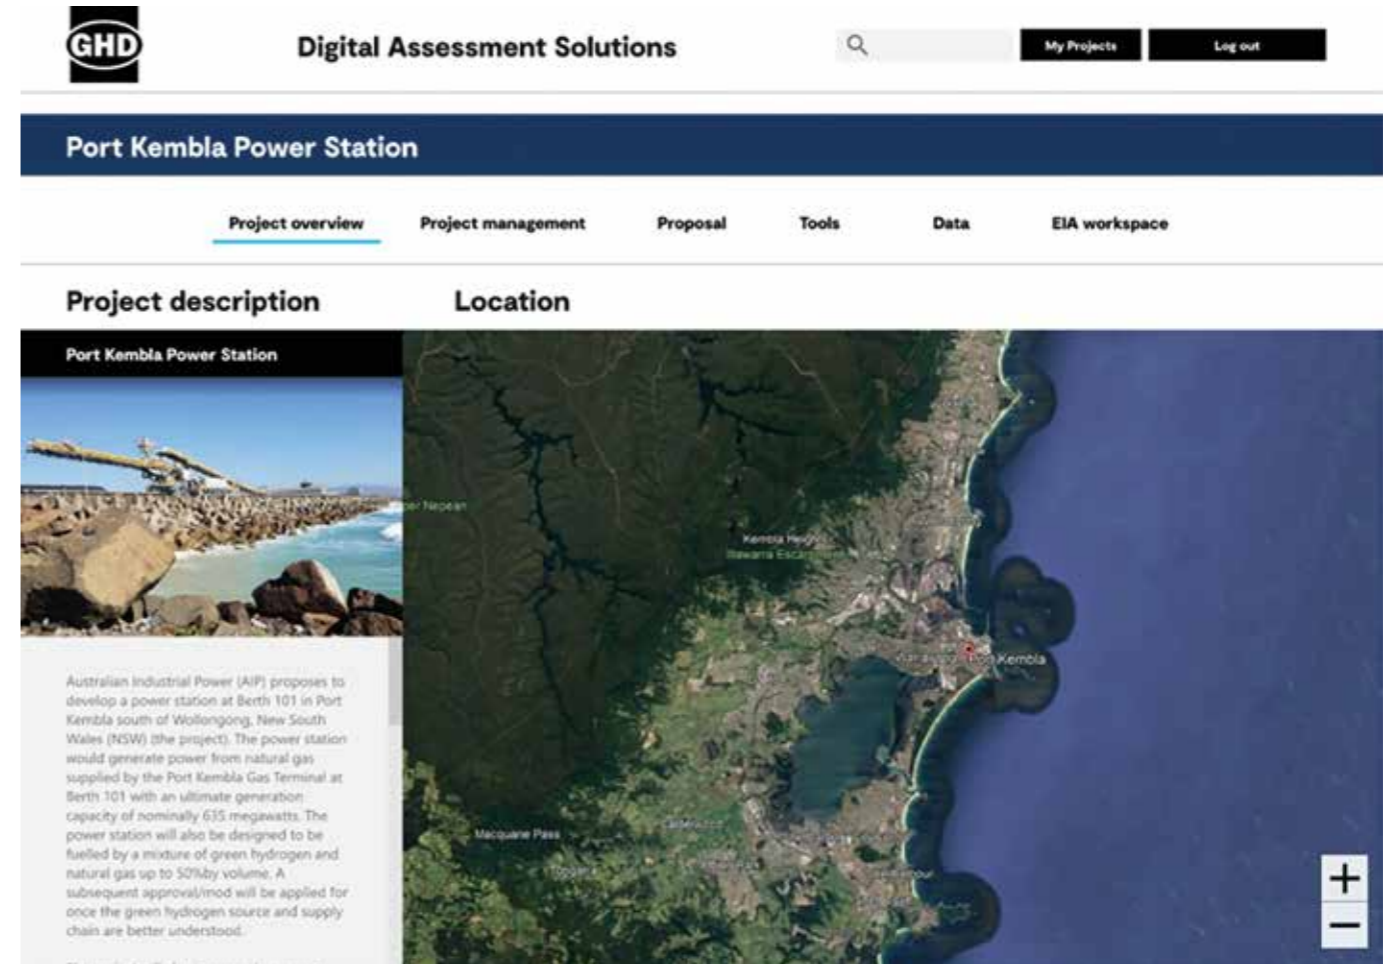 GHD
Digital Assessment Solutions
My Projects
Log out
Port Kembla Power Station
Project overview
Project management
Proposal
Tools
Data
EIA workspace
Project description
Location
Port Kembla Power Station
Australian Industrial Power (AIP) proposes to
develop a power station at Berth 101 in Port
Kembla south of Wollongong, New South
Wales (NSW) (the project). The power station
would generate power from natural gas
supplied by the Port Kembla Gas Terminal at
Berth 101 with an ultimate generation
capacity of nominally 635 megawatts. The
power station will also be designed to be
fuelled by a mixture of green hydrogen and
natural gas up to 50%by volume. A
subsequent approval/mod will be applied for
once the green hydrogen source and supply
chain are better understood.
Nepean
Kembla Heights
Illawarra Escarpment
Port Kembla
Macquarie Pass
+
−